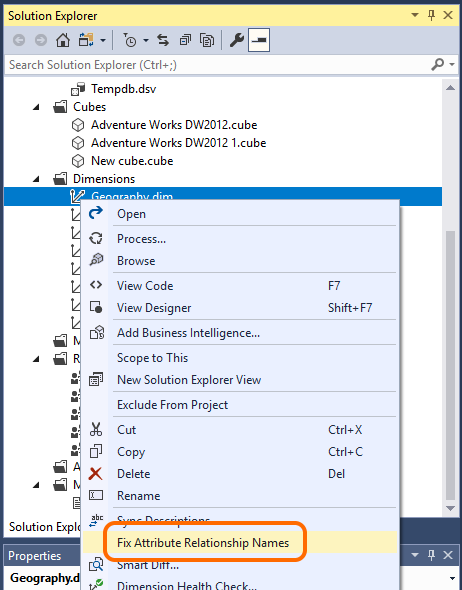 Solution Explorer
Search Solution Explorer (Ctrl+;)
Tempdb.dsv
Cubes
Adventure Works DW2012.cube
Adventure Works DW2012 1.cube
New cube.cube
Dimensions
Geography.dim
Open
Process...
Browse
View Code F7
View Designer Shift+F7
Add Business Intelligence...
Scope to This
M
New Solution Explorer View
R
Exclude From Project
Cut Ctrl+X
Copy Ctrl+C
Delete Del
A
Rename
M
abc Sync Descriptions
Solution Explo
Fix Attribute Relationship Names
Properties
Smart Diff...
Geography.d
Dimension Health Check...